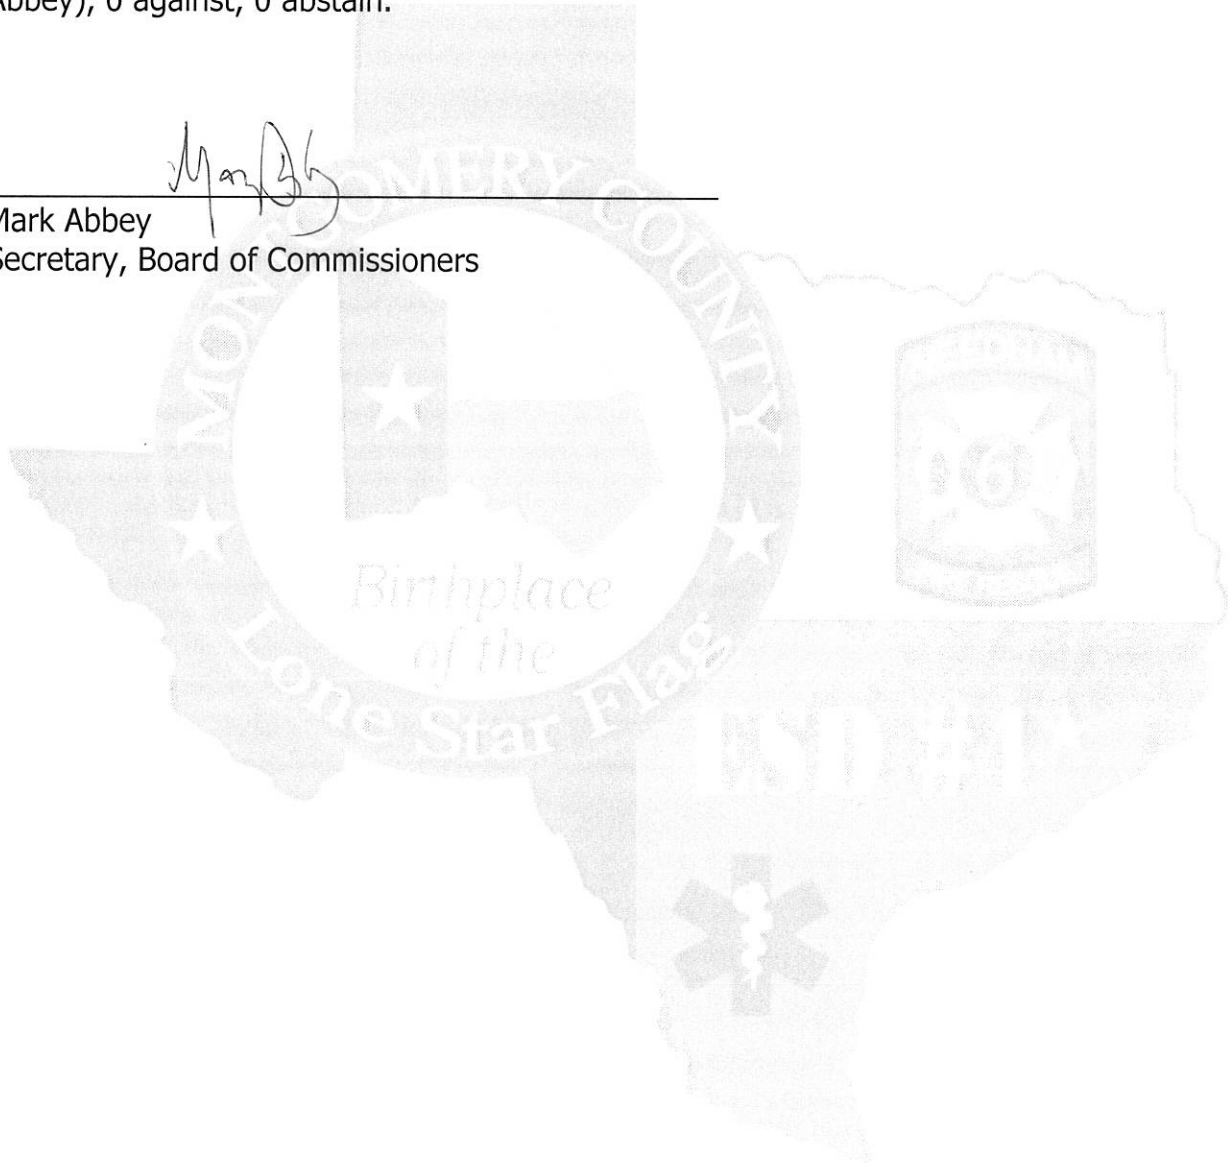 Abbey), 0 against, 0 abstain.
Mark Abbey
Secretary, Board of Commissioners
MONTGOMERY COUNTY
Birthplace
of the
Lone Star Flag
NEEDHAM
ESD #1